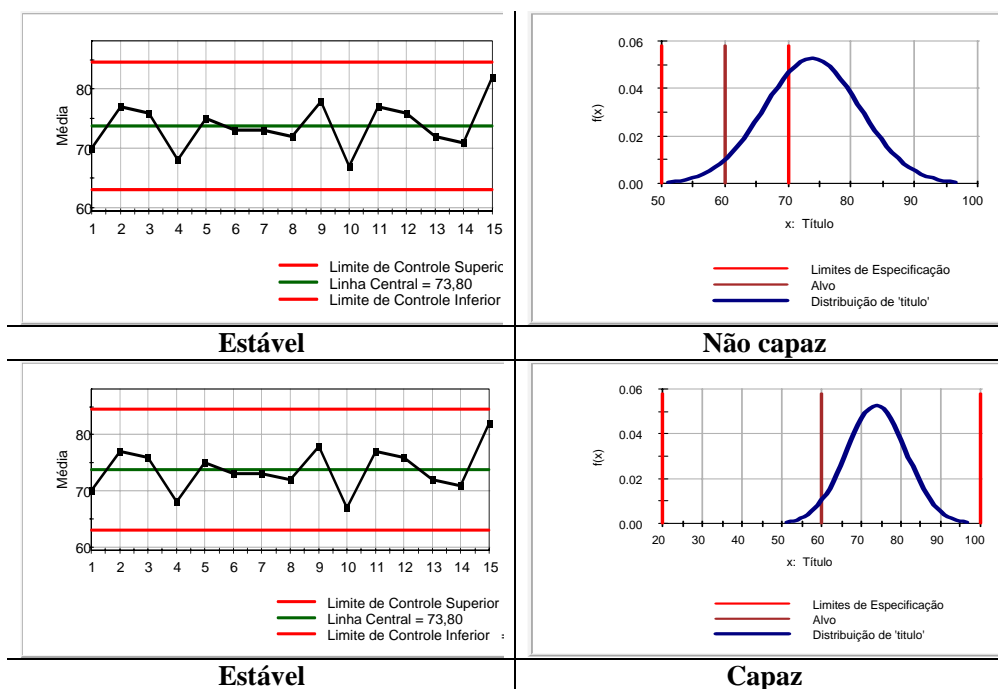 Média
80
70
60
1 2 3 4 5 6 7 8 9 10 11 12 13 14 15
Limite de Controle Superio
Linha Central = 73,80
Limite de Controle Inferior
f(x)
0.06
0.04
0.02
0.00
50 60 70 80 90 100
x: Título
Limites de Especificação
Alvo
Distribuição de 'titulo'
Estável
Não capaz
Média
80
70
60
1 2 3 4 5 6 7 8 9 10 11 12 13 14 15
Limite de Controle Superior
Linha Central = 73,80
Limite de Controle Inferior =
f(x)
0.06
0.04
0.02
0.00
20 30 40 50 60 70 80 90 100
x: Título
Limites de Especificação
Alvo
Distribuição de 'titulo'
Estável
Capaz